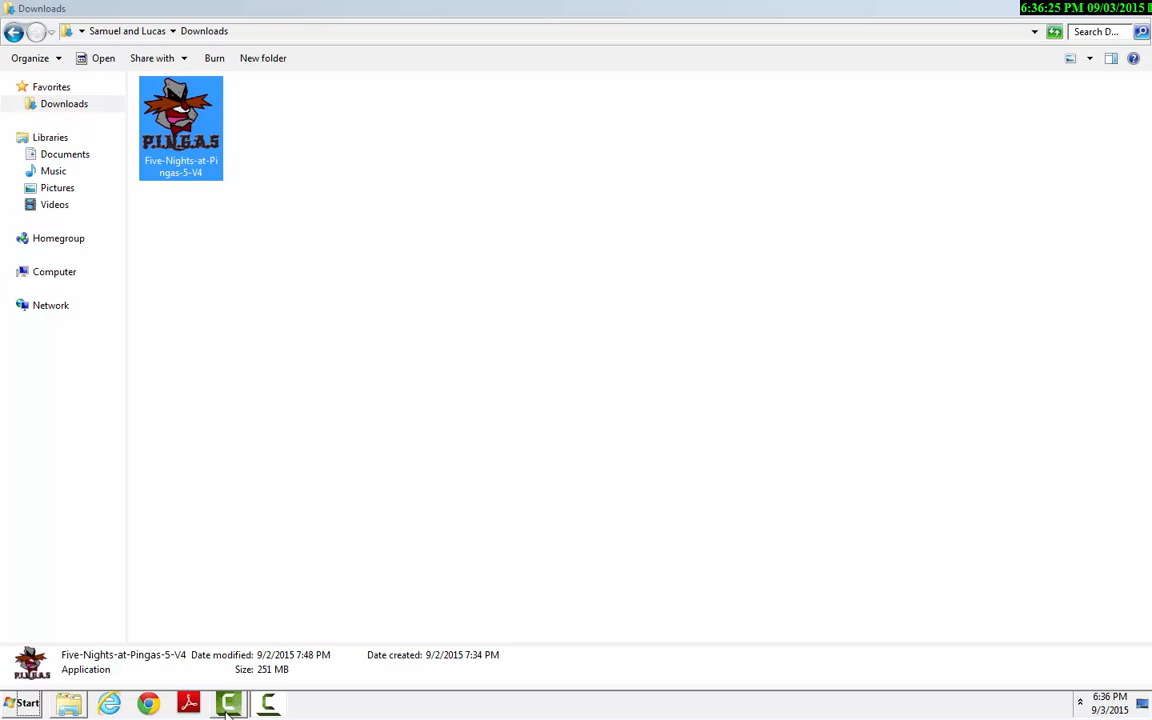 Downloads
6:36:25 PM 09/03/2015
Samuel and Lucas Downloads
Search D...
Organize Open Share with Burn New folder
Favorites
Downloads
Libraries
Documents
Music
Pictures
Videos
Homegroup
Computer
Network
P.I.N.G.A.S
Five-Nights-at-Pi
ngas-5-V4
Five-Nights-at-Pingas-5-V4 Date modified: 9/2/2015 7:48 PM Date created: 9/2/2015 7:34 PM
Application Size: 251 MB
Start
6:36 PM
9/3/2015